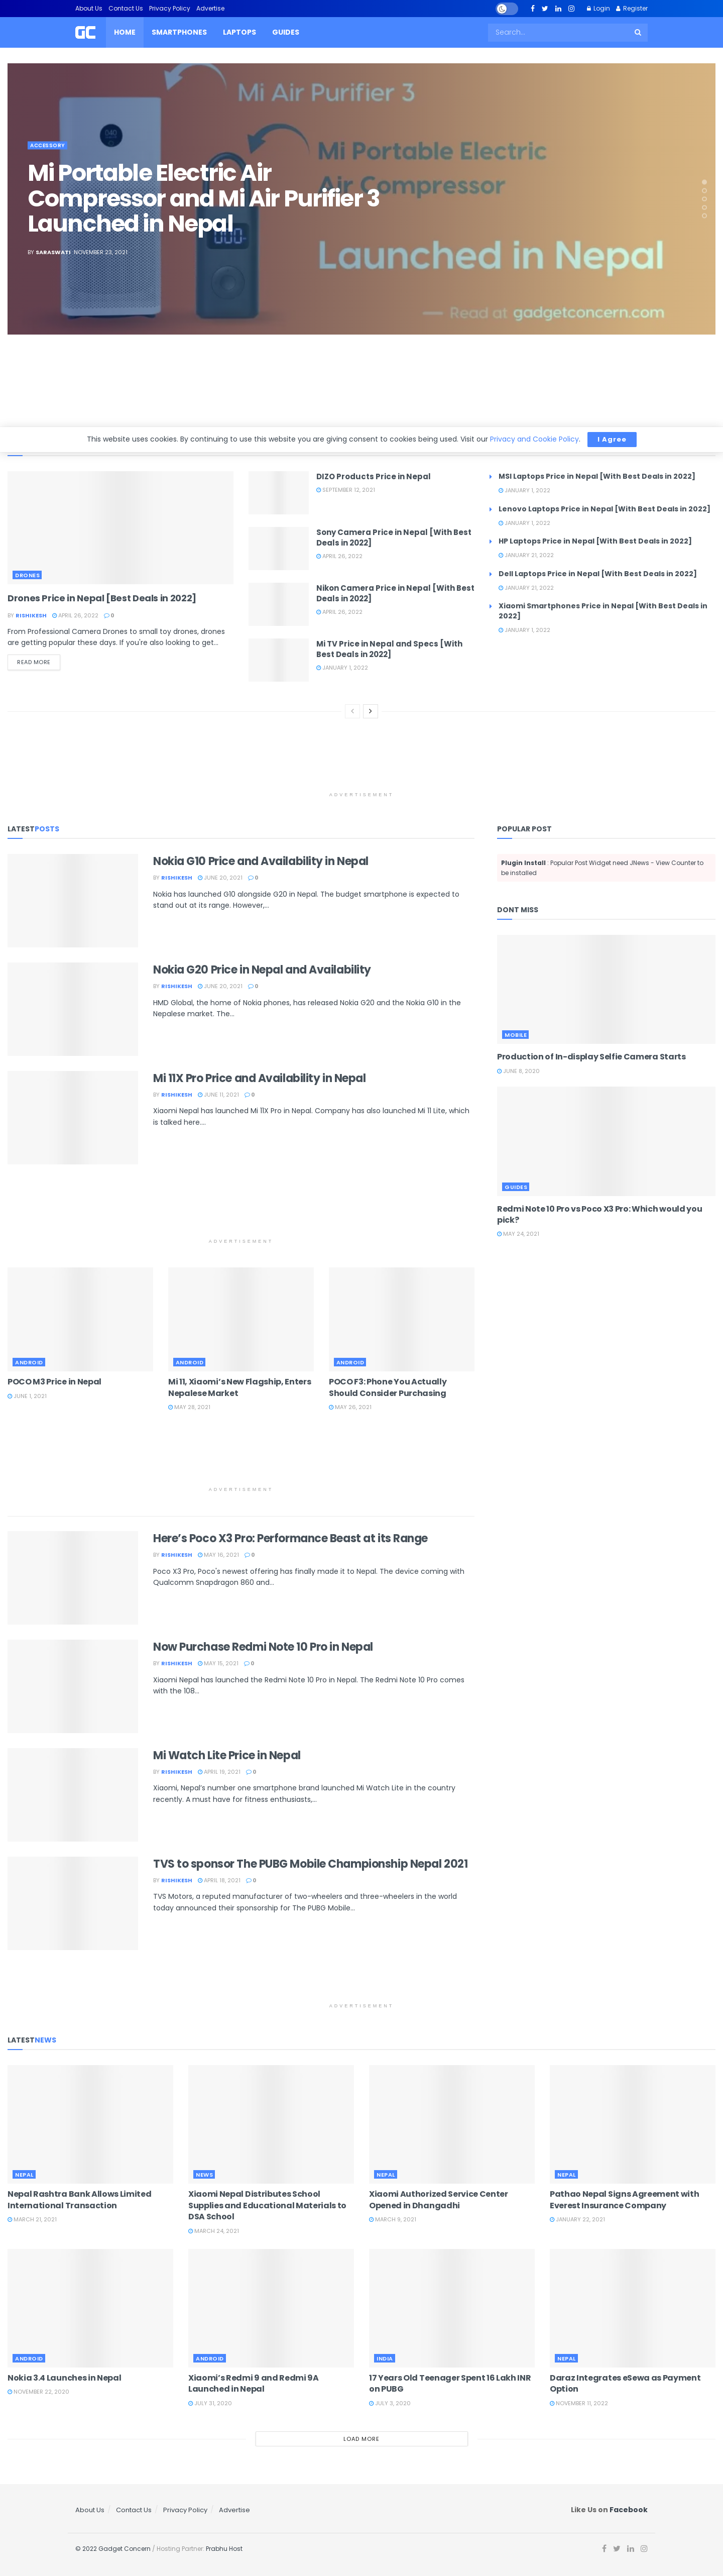 About Us Contact Us Privacy Policy Advertise
Login Register
GC HOME SMARTPHONES LAPTOPS GUIDES
Search...
Mi Air Purifier 3
Mi Portable Electric
Air Compressor and
Mi Air Purifier 3
Launched in Nepal
gadgetconcern.com
ACCESSORY
Mi Portable Electric Air
Compressor and Mi Air Purifier 3
Launched in Nepal
BY SARASWATI NOVEMBER 23, 2021
This website uses cookies. By continuing to use this website you are giving consent to cookies being used. Visit our Privacy and Cookie Policy. I Agree
DRONES
Drones Price in Nepal [Best Deals in 2022]
BY RISHIKESH APRIL 26, 2022 0
From Professional Camera Drones to small toy drones, drones
are getting popular these days. If you're also looking to get...
READ MORE
DIZO Products Price in Nepal
SEPTEMBER 12, 2021
Sony Camera Price in Nepal [With Best
Deals in 2022]
APRIL 26, 2022
Nikon Camera Price in Nepal [With Best
Deals in 2022]
APRIL 26, 2022
Mi TV Price in Nepal and Specs [With
Best Deals in 2022]
JANUARY 1, 2022
MSI Laptops Price in Nepal [With Best Deals in 2022]
JANUARY 1, 2022
Lenovo Laptops Price in Nepal [With Best Deals in 2022]
JANUARY 1, 2022
HP Laptops Price in Nepal [With Best Deals in 2022]
JANUARY 21, 2022
Dell Laptops Price in Nepal [With Best Deals in 2022]
JANUARY 21, 2022
Xiaomi Smartphones Price in Nepal [With Best Deals in
2022]
JANUARY 1, 2022
ADVERTISEMENT
LATESTPOSTS
Nokia G10 Price and Availability in Nepal
BY RISHIKESH JUNE 20, 2021 0
Nokia has launched G10 alongside G20 in Nepal. The budget smartphone is expected to
stand out at its range. However,...
Nokia G20 Price in Nepal and Availability
BY RISHIKESH JUNE 20, 2021 0
HMD Global, the home of Nokia phones, has released Nokia G20 and the Nokia G10 in the
Nepalese market. The...
Mi 11X Pro Price and Availability in Nepal
BY RISHIKESH JUNE 11, 2021 0
Xiaomi Nepal has launched Mi 11X Pro in Nepal. Company has also launched Mi 11 Lite, which
is talked here....
ADVERTISEMENT
POPULAR POST
Plugin Install : Popular Post Widget need JNews - View Counter to
be installed
DONT MISS
MOBILE
Production of In-display Selfie Camera Starts
JUNE 8, 2020
GUIDES
Redmi Note 10 Pro vs Poco X3 Pro: Which would you
pick?
MAY 24, 2021
ANDROID
POCO M3 Price in Nepal
JUNE 1, 2021
ANDROID
Mi 11, Xiaomi's New Flagship, Enters
Nepalese Market
MAY 28, 2021
ANDROID
POCO F3: Phone You Actually
Should Consider Purchasing
MAY 26, 2021
ADVERTISEMENT
Here's Poco X3 Pro: Performance Beast at its Range
BY RISHIKESH MAY 16, 2021 0
Poco X3 Pro, Poco's newest offering has finally made it to Nepal. The device coming with
Qualcomm Snapdragon 860 and...
Now Purchase Redmi Note 10 Pro in Nepal
BY RISHIKESH MAY 15, 2021 0
Xiaomi Nepal has launched the Redmi Note 10 Pro in Nepal. The Redmi Note 10 Pro comes
with the 108...
Mi Watch Lite Price in Nepal
BY RISHIKESH APRIL 19, 2021 0
Xiaomi, Nepal's number one smartphone brand launched Mi Watch Lite in the country
recently. A must have for fitness enthusiasts,...
TVS to sponsor The PUBG Mobile Championship Nepal 2021
BY RISHIKESH APRIL 18, 2021 0
TVS Motors, a reputed manufacturer of two-wheelers and three-wheelers in the world
today announced their sponsorship for The PUBG Mobile...
ADVERTISEMENT
LATESTNEWS
NEPAL
Nepal Rashtra Bank Allows Limited
International Transaction
MARCH 21, 2021
NEWS
Xiaomi Nepal Distributes School
Supplies and Educational Materials to
DSA School
MARCH 24, 2021
NEPAL
Xiaomi Authorized Service Center
Opened in Dhangadhi
MARCH 9, 2021
NEPAL
Pathao Nepal Signs Agreement with
Everest Insurance Company
JANUARY 22, 2021
ANDROID
Nokia 3.4 Launches in Nepal
NOVEMBER 22, 2020
ANDROID
Xiaomi's Redmi 9 and Redmi 9A
Launched in Nepal
JULY 31, 2020
INDIA
17 Years Old Teenager Spent 16 Lakh INR
on PUBG
JULY 3, 2020
NEPAL
Daraz Integrates eSewa as Payment
Option
NOVEMBER 11, 2022
LOAD MORE
About Us / Contact Us / Privacy Policy / Advertise
Like Us on Facebook
© 2022 Gadget Concern / Hosting Partner: Prabhu Host